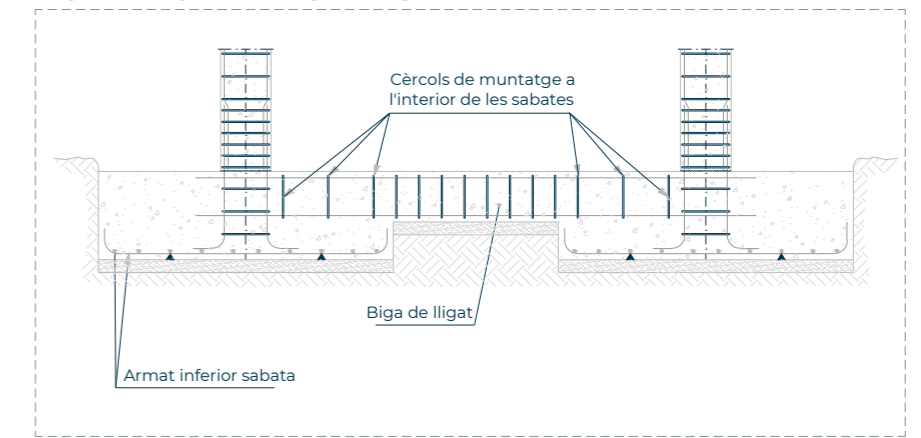 Cèrcols de muntatge a
l'interior de les sabates
Biga de lligat
Armat inferior sabata